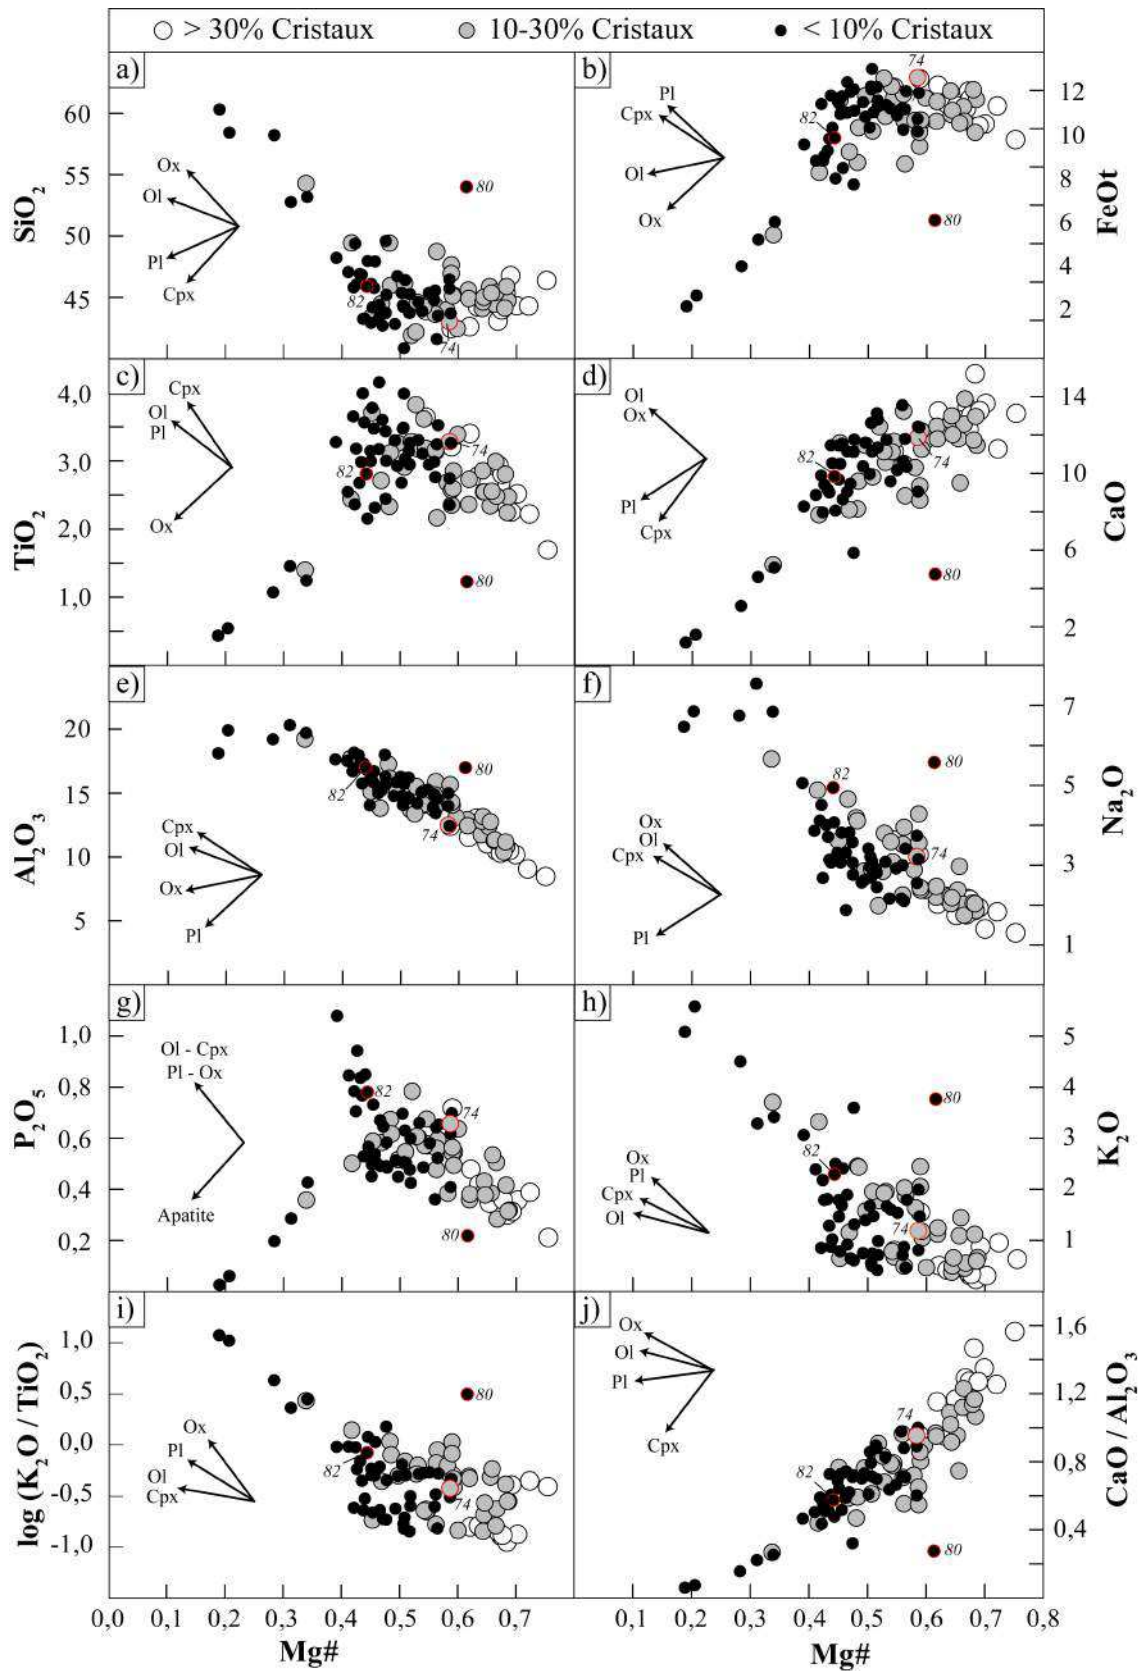 > 30% Cristaux 10-30% Cristaux < 10% Cristaux
a)
60
55
50
45
SiO2
Ox
Ol
Pl
Cpx
80
82
74
b)
12
10
8
6
4
2
FeOt
Pl
Cpx
Ol
Ox
74
82
80
c)
4,0
3,0
2,0
1,0
TiO2
Cpx
Ol
Pl
Ox
74
82
80
d)
14
10
6
2
CaO
Ol
Ox
Pl
Cpx
82
74
80
e)
20
15
10
5
Al2O3
Cpx
Ol
Ox
Pl
80
82
74
f)
7
5
3
1
Na2O
Ox
Ol
Cpx
Pl
80
82
74
g)
1,0
0,8
0,6
0,4
0,2
P2O5
Ol - Cpx
Pl - Ox
Apatite
82
74
80
h)
5
4
3
2
1
K2O
Ox
Pl
Cpx
Ol
80
82
74
i)
1,0
0,5
0,0
-0,5
-1,0
log (K2O / TiO2)
Ox
Pl
Ol
Cpx
80
82
74
j)
1,6
1,2
0,8
0,4
CaO / Al2O3
Ox
Ol
Pl
Cpx
74
82
80
0,0 0,1 0,2 0,3 0,4 0,5 0,6 0,7 0,1 0,2 0,3 0,4 0,5 0,6 0,7 0,8
Mg# Mg#